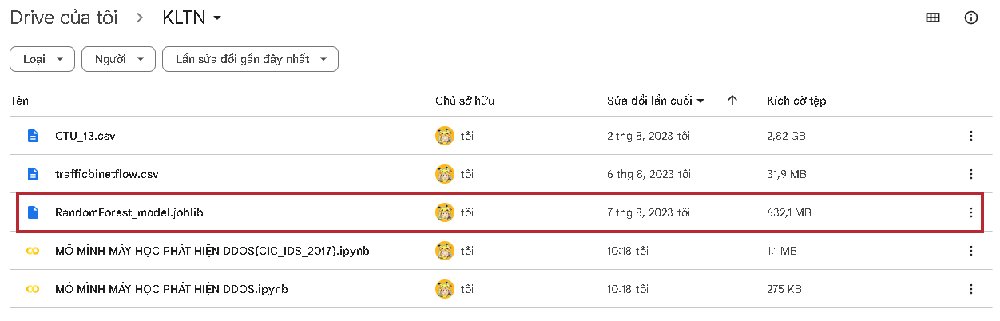 Drive của tôi > KLTN
Loại Người Lần sửa đổi gần đây nhất
Tên Chủ sở hữu Sửa đổi lần cuối Kích cỡ tệp
CTU_13.csv tôi 2 thg 8, 2023 tôi 2,82 GB
trafficbinetflow.csv tôi 6 thg 8, 2023 tôi 31,9 MB
RandomForest_model.joblib tôi 7 thg 8, 2023 tôi 632,1 MB
MÔ MÌNH MÁY HỌC PHÁT HIỆN DDOS(CIC_IDS_2017).ipynb tôi 10:18 tôi 1,1 MB
MÔ MÌNH MÁY HỌC PHÁT HIỆN DDOS.ipynb tôi 10:18 tôi 275 KB